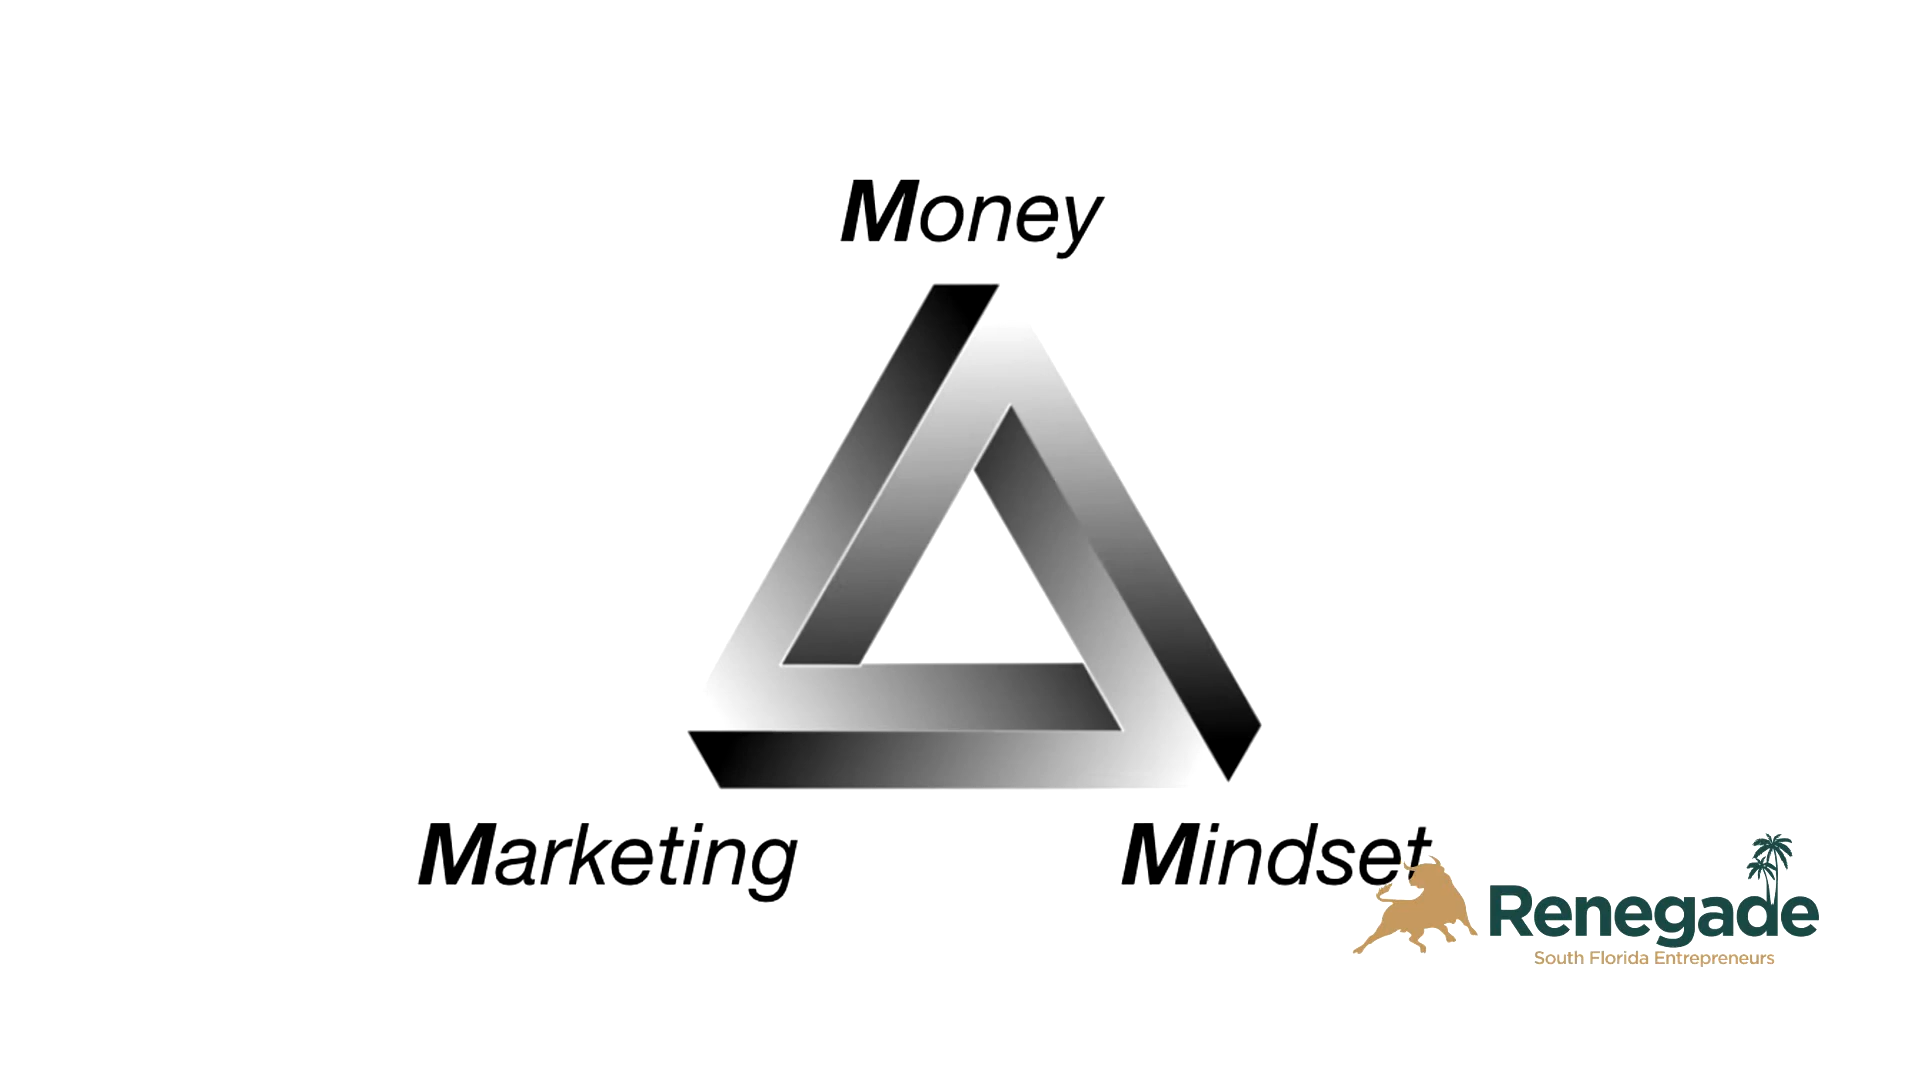 Money
Marketing
Mindset
Renegade
South Florida Entrepreneurs